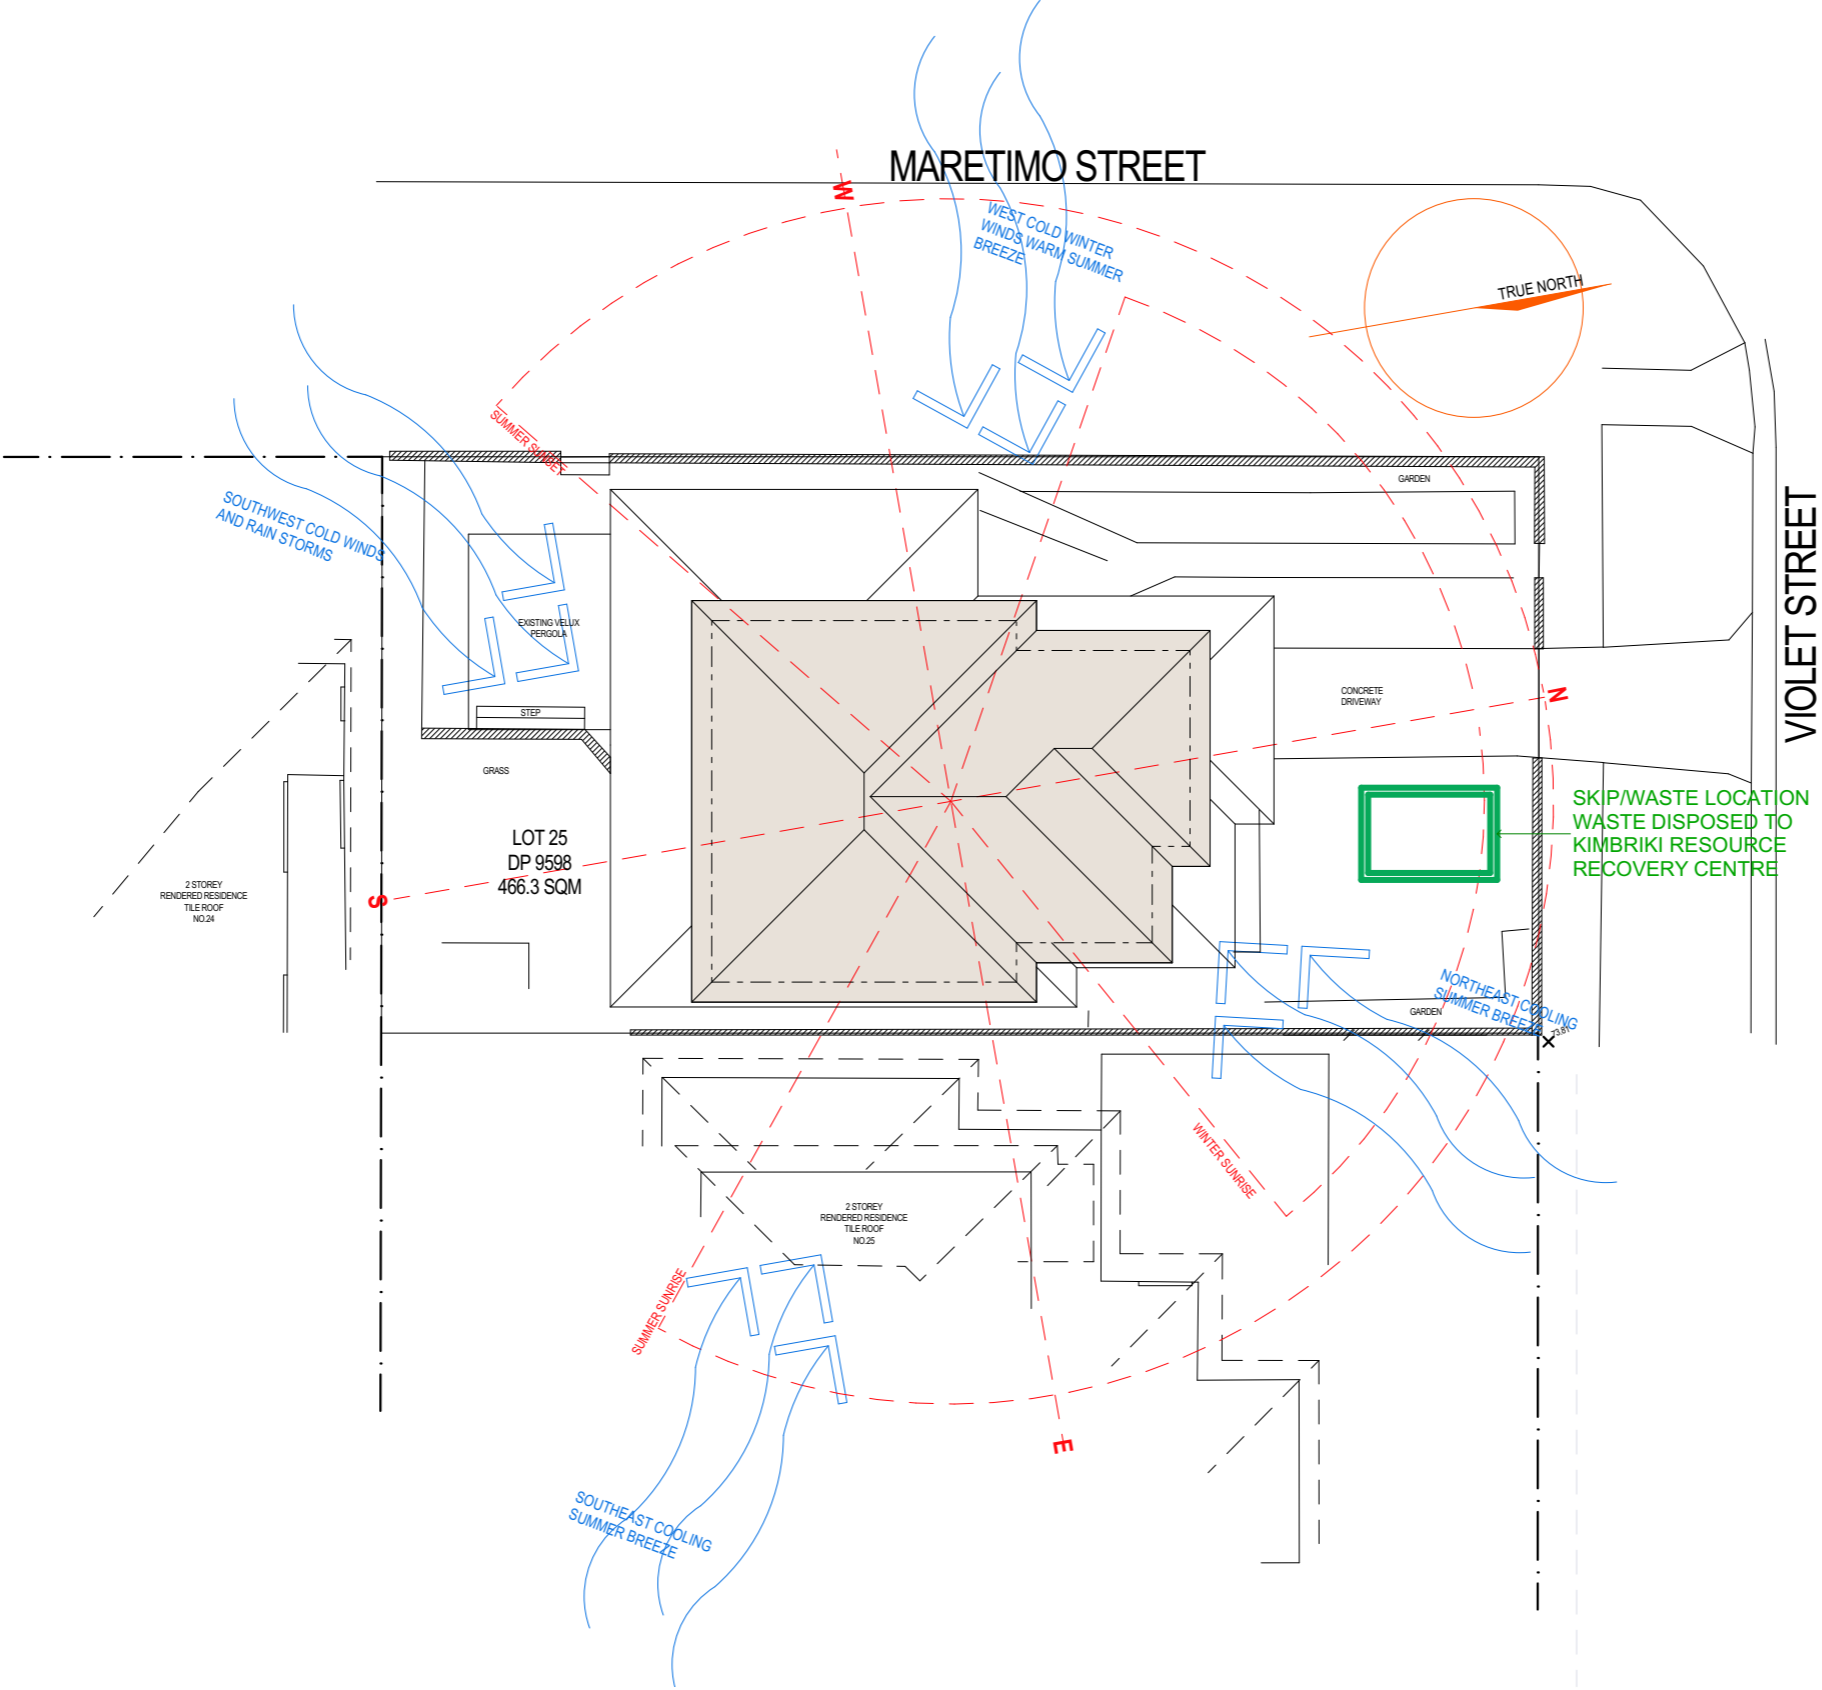 MARETIMO STREET
W
WEST COLD WINTER
WINDS WARM SUMMER
BREEZE
TRUE NORTH
SUMMER SUNSET
GARDEN
SOUTHWEST COLD WINDS
AND RAIN STORMS
VIOLET STREET
EXISTING VELUX
PERGOLA
STEP
CONCRETE
DRIVEWAY
N
GRASS
SKIP/WASTE LOCATION
WASTE DISPOSED TO
KIMBRIKI RESOURCE
RECOVERY CENTRE
LOT 25
DP 9598
466.3 SQM
2 STOREY
RENDERED RESIDENCE
TILE ROOF
NO.24
S
NORTHEAST COOLING
SUMMER BREEZE
GARDEN
WINTER SUNRISE
2 STOREY
RENDERED RESIDENCE
TILE ROOF
NO.25
SUMMER SUNRISE
E
SOUTHEAST COOLING
SUMMER BREEZE